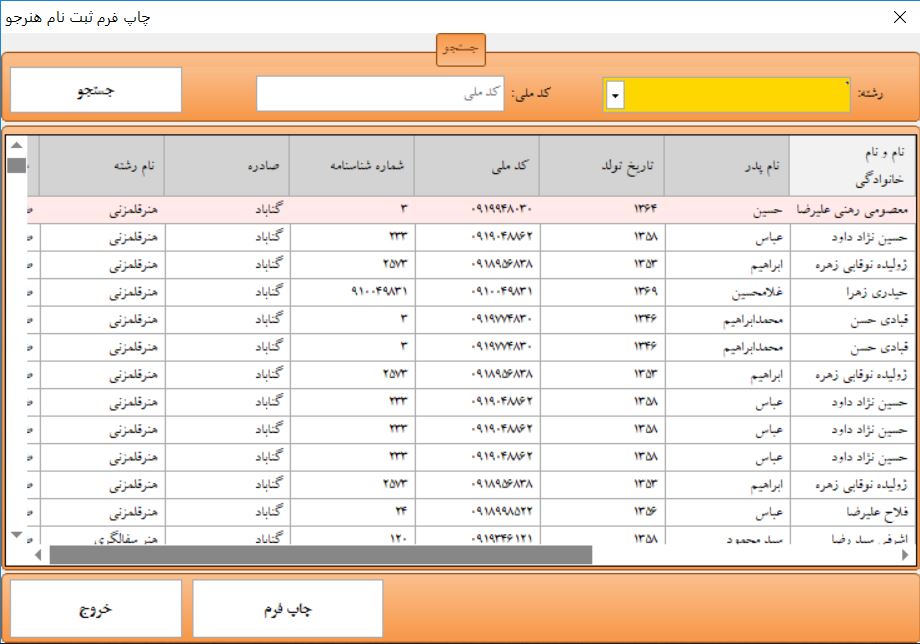 چاپ فرم ثبت نام هنرجو
جستجو
رشته:
کد ملی:
کد ملی
جستجو
نام و نام خانوادگی نام پدر تاریخ تولد کد ملی شماره شناسنامه صادره نام رشته
معصومی رهنی علیرضا حسین ۱۳۶۴ ۰۹۱۹۹۴۸۰۳۰ ۳ گناباد هنرقلمزنی
حسین نژاد داود عباس ۱۳۵۸ ۰۹۱۹۰۴۸۸۶۲ ۲۳۳ گناباد هنرقلمزنی
ژولیده نوقابی زهره ابراهیم ۱۳۵۳ ۰۹۱۸۹۵۶۸۳۸ ۲۵۷۳ گناباد هنرقلمزنی
حیدری زهرا غلامحسین ۱۳۶۹ ۰۹۱۰۰۴۹۸۳۱ ۹۱۰۰۴۹۸۳۱ گناباد هنرقلمزنی
قبادی حسن محمدابراهیم ۱۳۴۶ ۰۹۱۹۷۷۴۸۳۰ ۳ گناباد هنرقلمزنی
قبادی حسن محمدابراهیم ۱۳۴۶ ۰۹۱۹۷۷۴۸۳۰ ۳ گناباد هنرقلمزنی
ژولیده نوقابی زهره ابراهیم ۱۳۵۳ ۰۹۱۸۹۵۶۸۳۸ ۲۵۷۳ گناباد هنرقلمزنی
حسین نژاد داود عباس ۱۳۵۸ ۰۹۱۹۰۴۸۸۶۲ ۲۳۳ گناباد هنرقلمزنی
حسین نژاد داود عباس ۱۳۵۸ ۰۹۱۹۰۴۸۸۶۲ ۲۳۳ گناباد هنرقلمزنی
حسین نژاد داود عباس ۱۳۵۸ ۰۹۱۹۰۴۸۸۶۲ ۲۳۳ گناباد هنرقلمزنی
ژولیده نوقابی زهره ابراهیم ۱۳۵۳ ۰۹۱۸۹۵۶۸۳۸ ۲۵۷۳ گناباد هنرقلمزنی
فلاح علیرضا عباس ۱۳۵۶ ۰۹۱۸۹۹۸۵۲۲ ۲۴ گناباد هنرقلمزنی
اشرفی سید رضا سید محمود ۱۳۵۸ ۰۹۱۹۳۴۶۱۲۱ ۱۲۰ گناباد هنر سفالگری
چاپ فرم
خروج